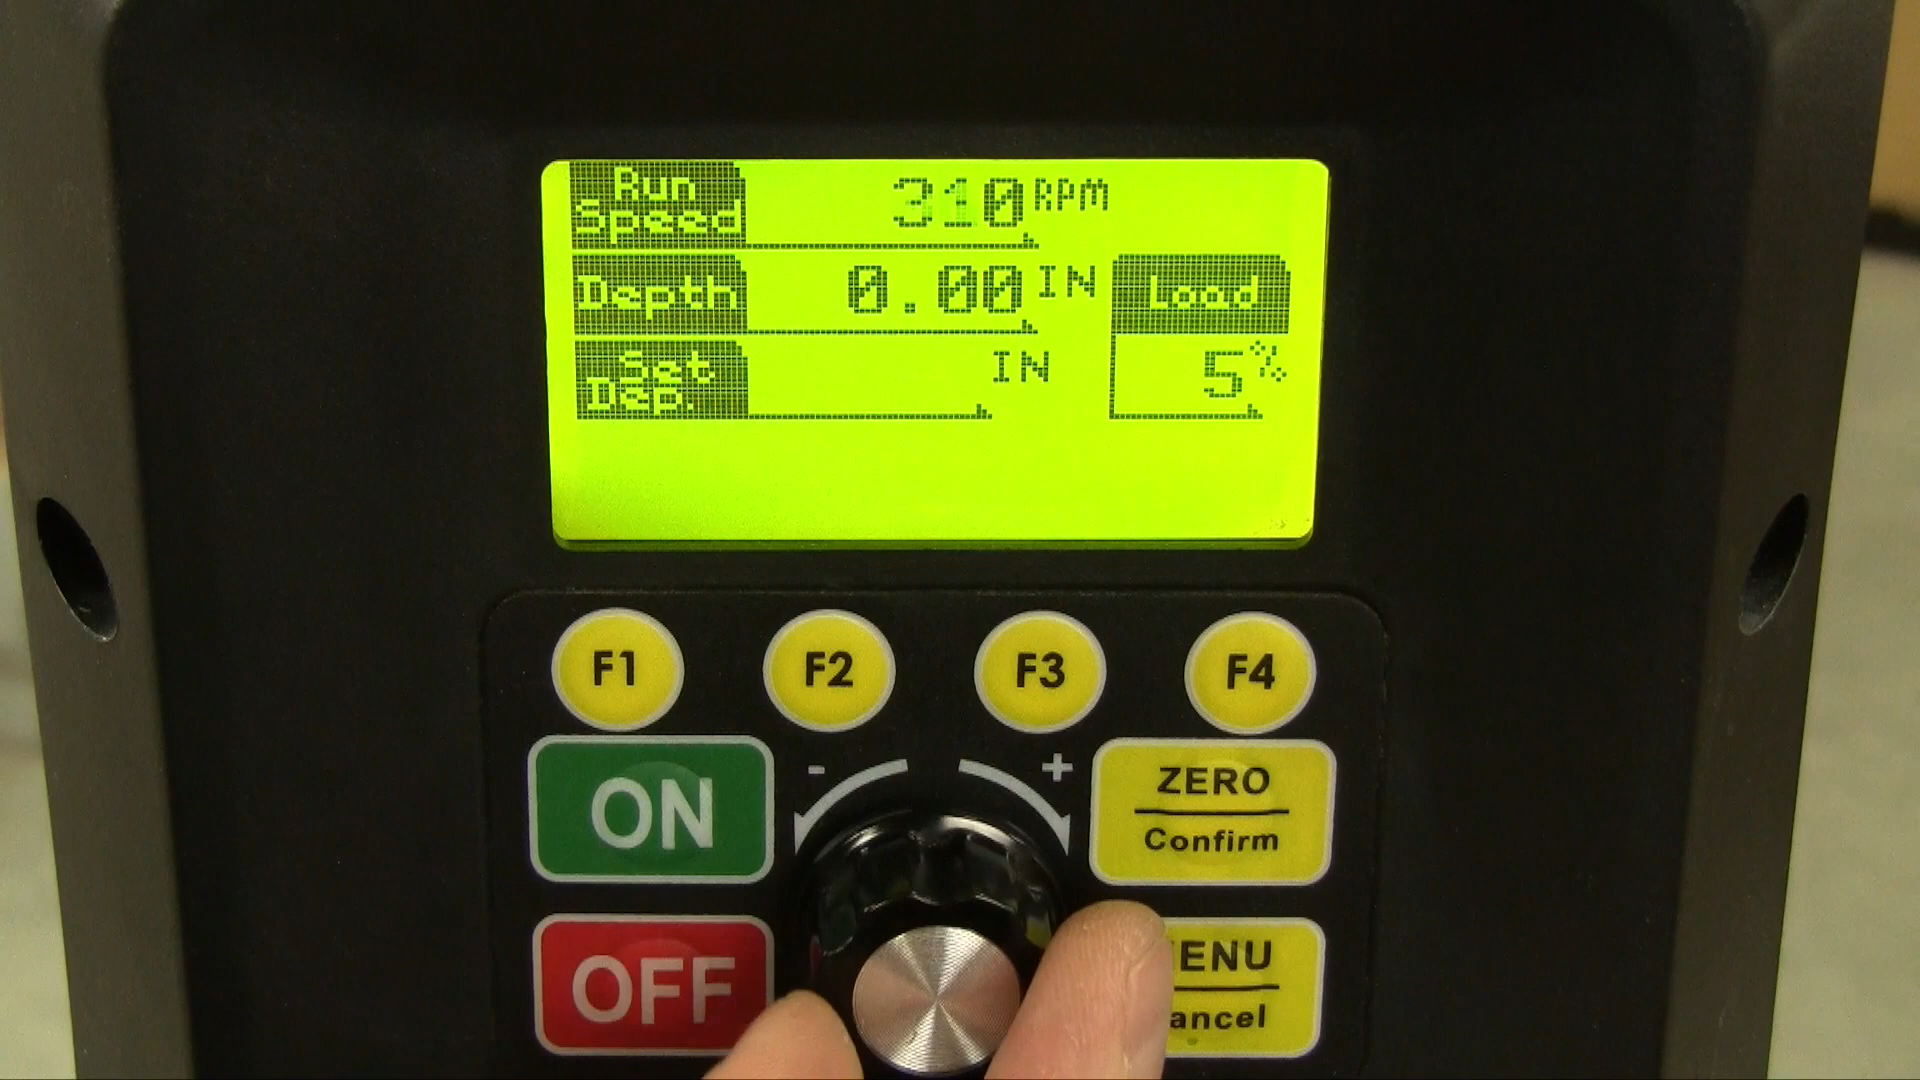 Run
Speed
310 RPM
Depth
0.00 IN
Load
Set
Dep.
IN
5%
F1
F2
F3
F4
ON
- +
ZERO
Confirm
OFF
ENU
ancel